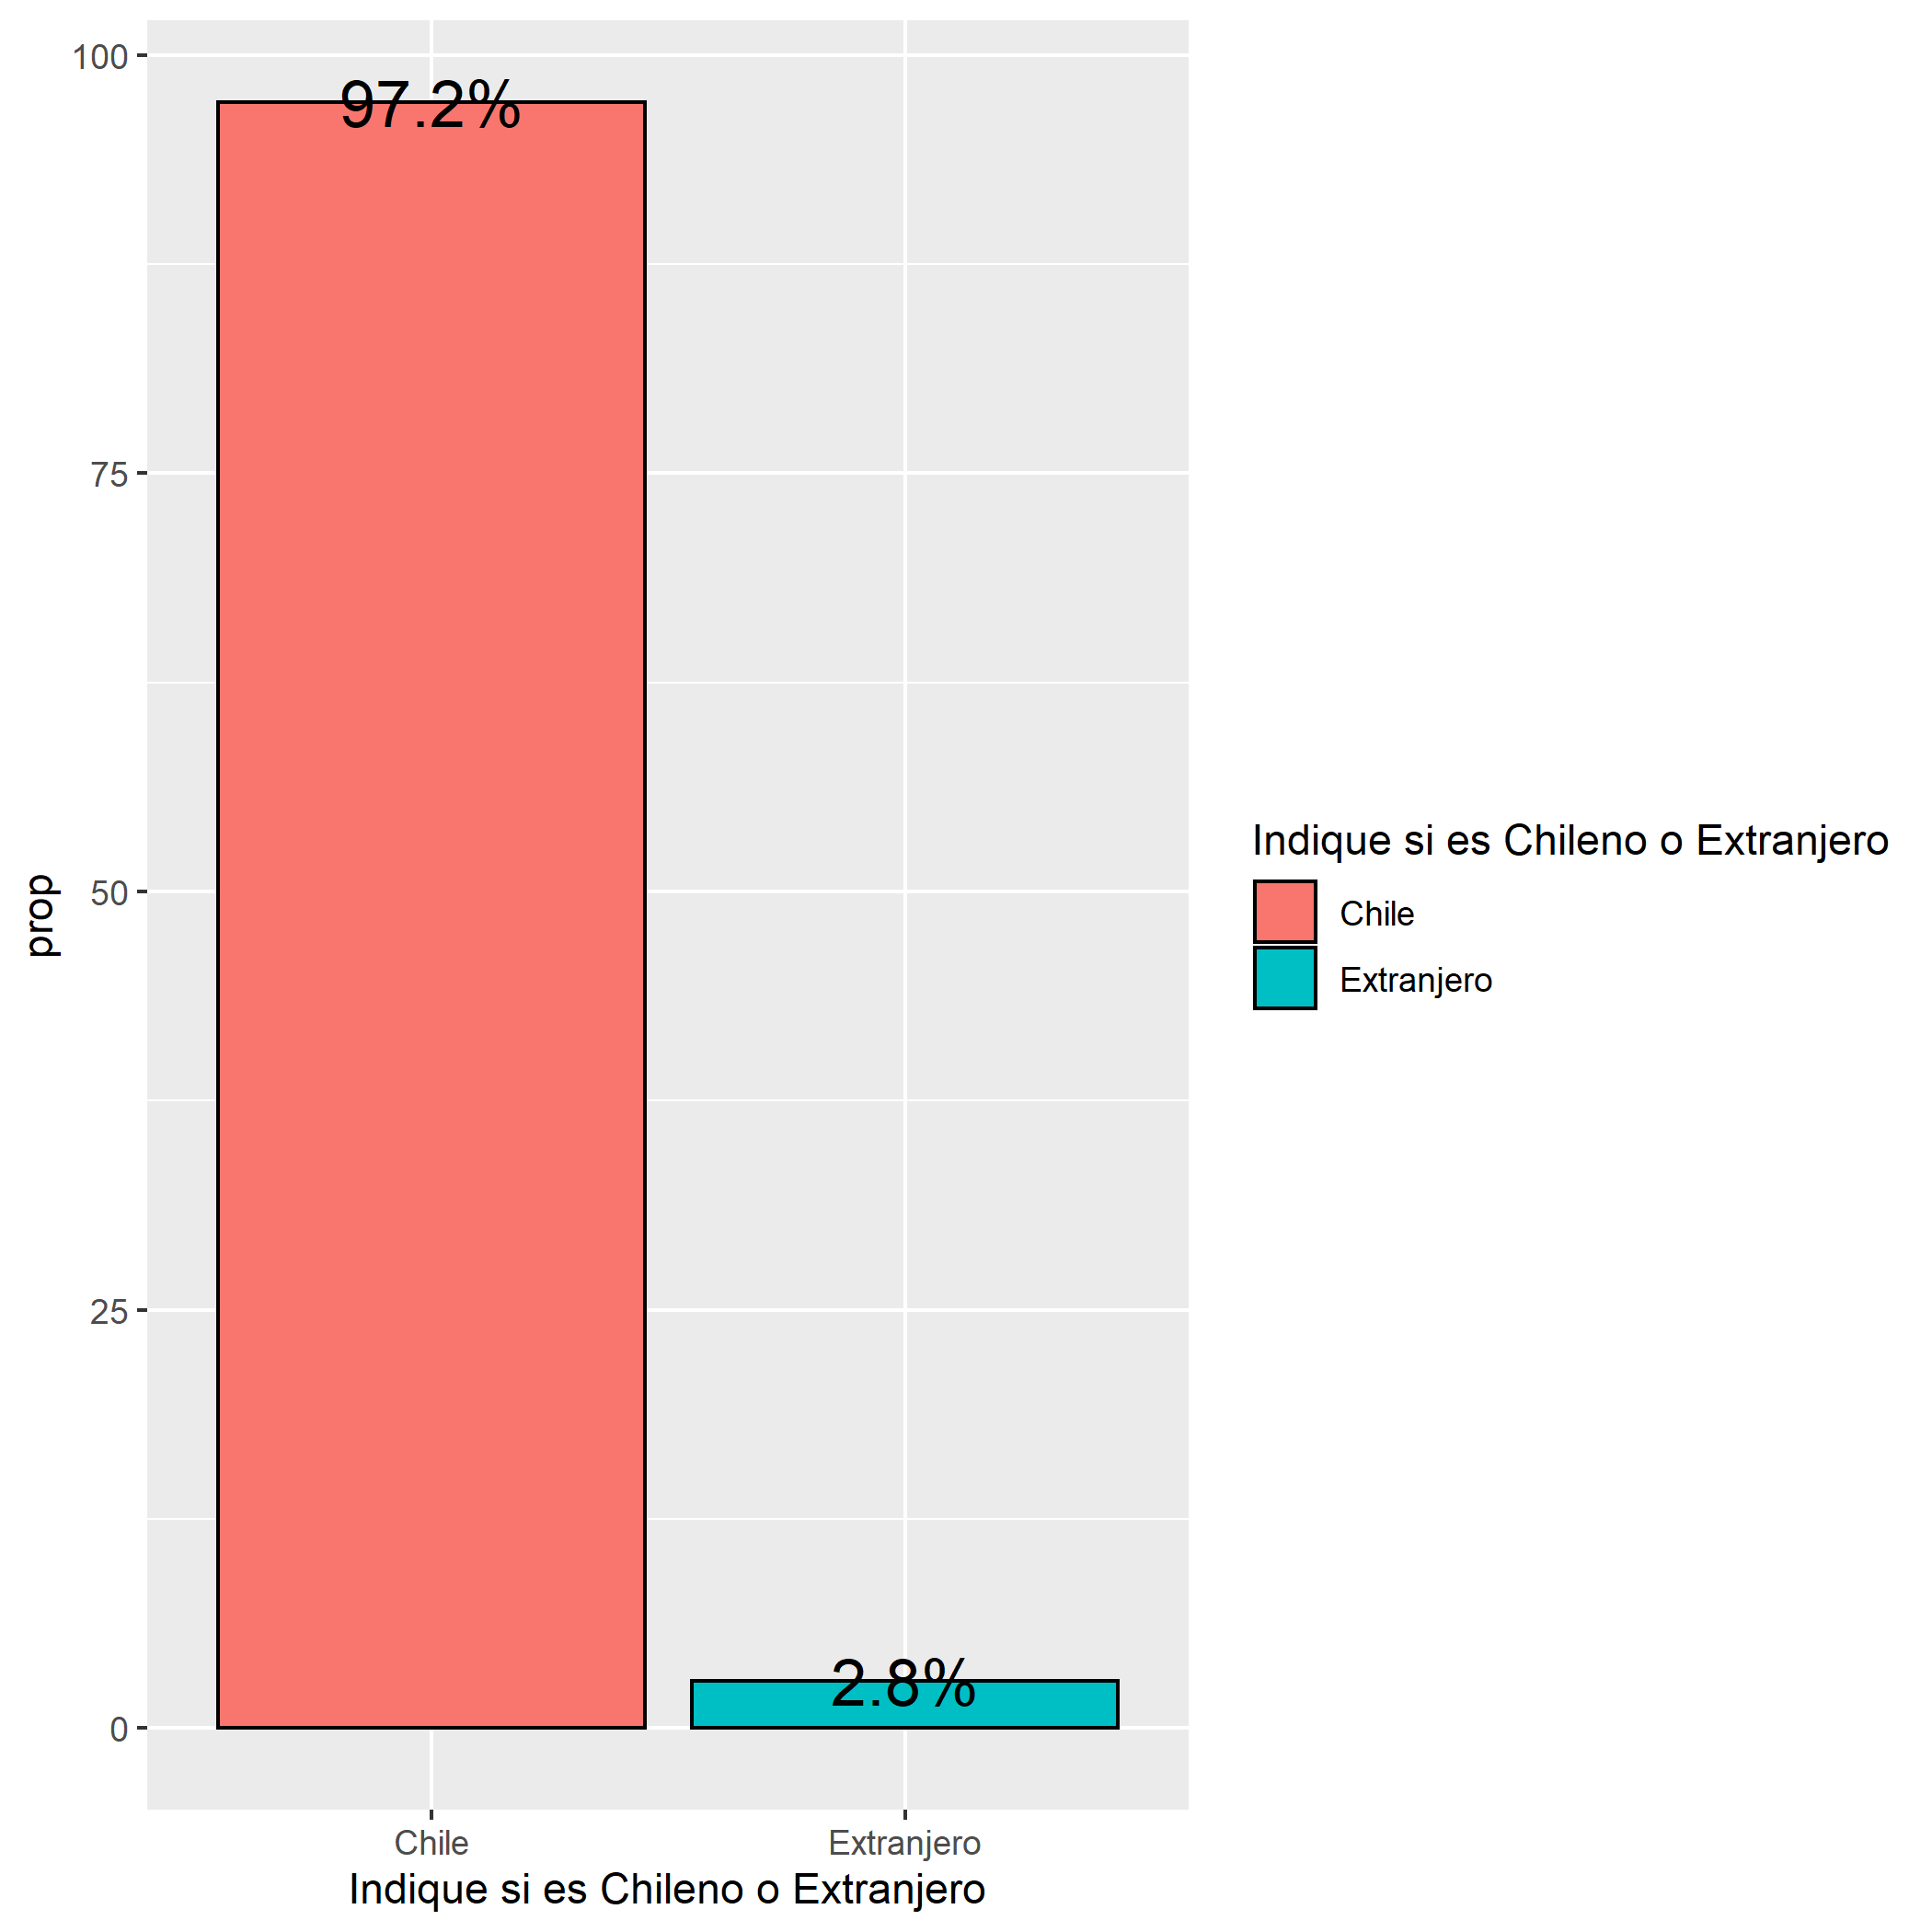 100
75
50
25
0
prop
97.2%
2.8%
Chile
Extranjero
Indique si es Chileno o Extranjero
Indique si es Chileno o Extranjero
Chile
Extranjero